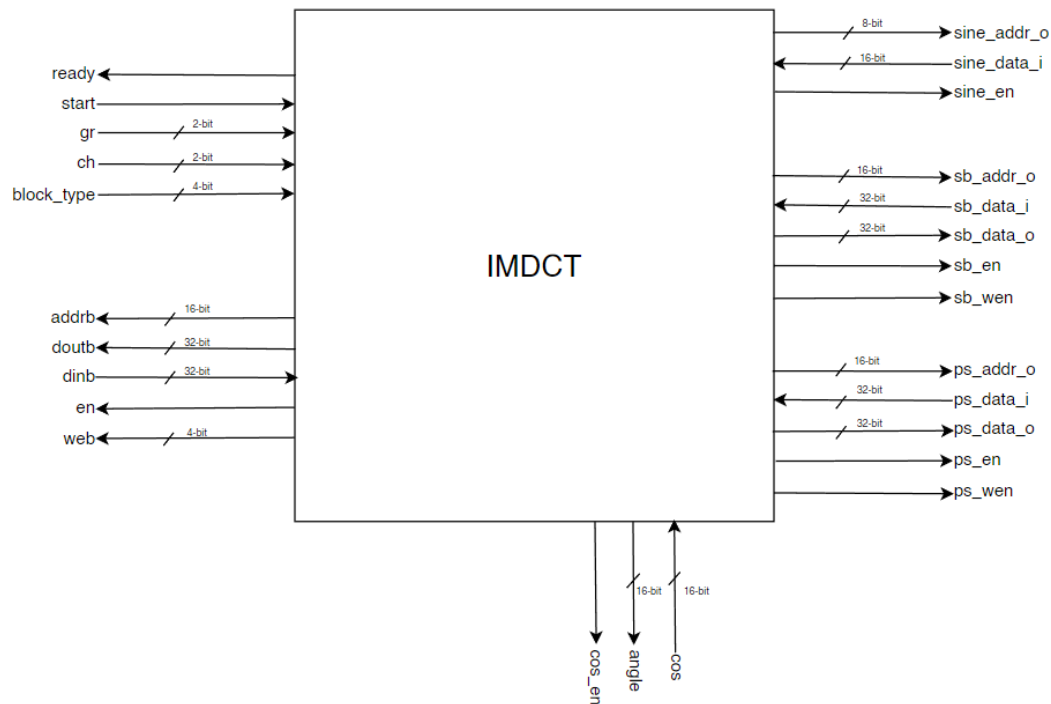 ready
start
gr 2-bit
ch 2-bit
block_type 4-bit
addrb 16-bit
doutb 32-bit
dinb 32-bit
en
web 4-bit
IMDCT
8-bit sine_addr_o
16-bit sine_data_i
sine_en
16-bit sb_addr_o
32-bit sb_data_i
32-bit sb_data_o
sb_en
sb_wen
16-bit ps_addr_o
32-bit ps_data_i
32-bit ps_data_o
ps_en
ps_wen
cos_en
16-bit angle
16-bit cos